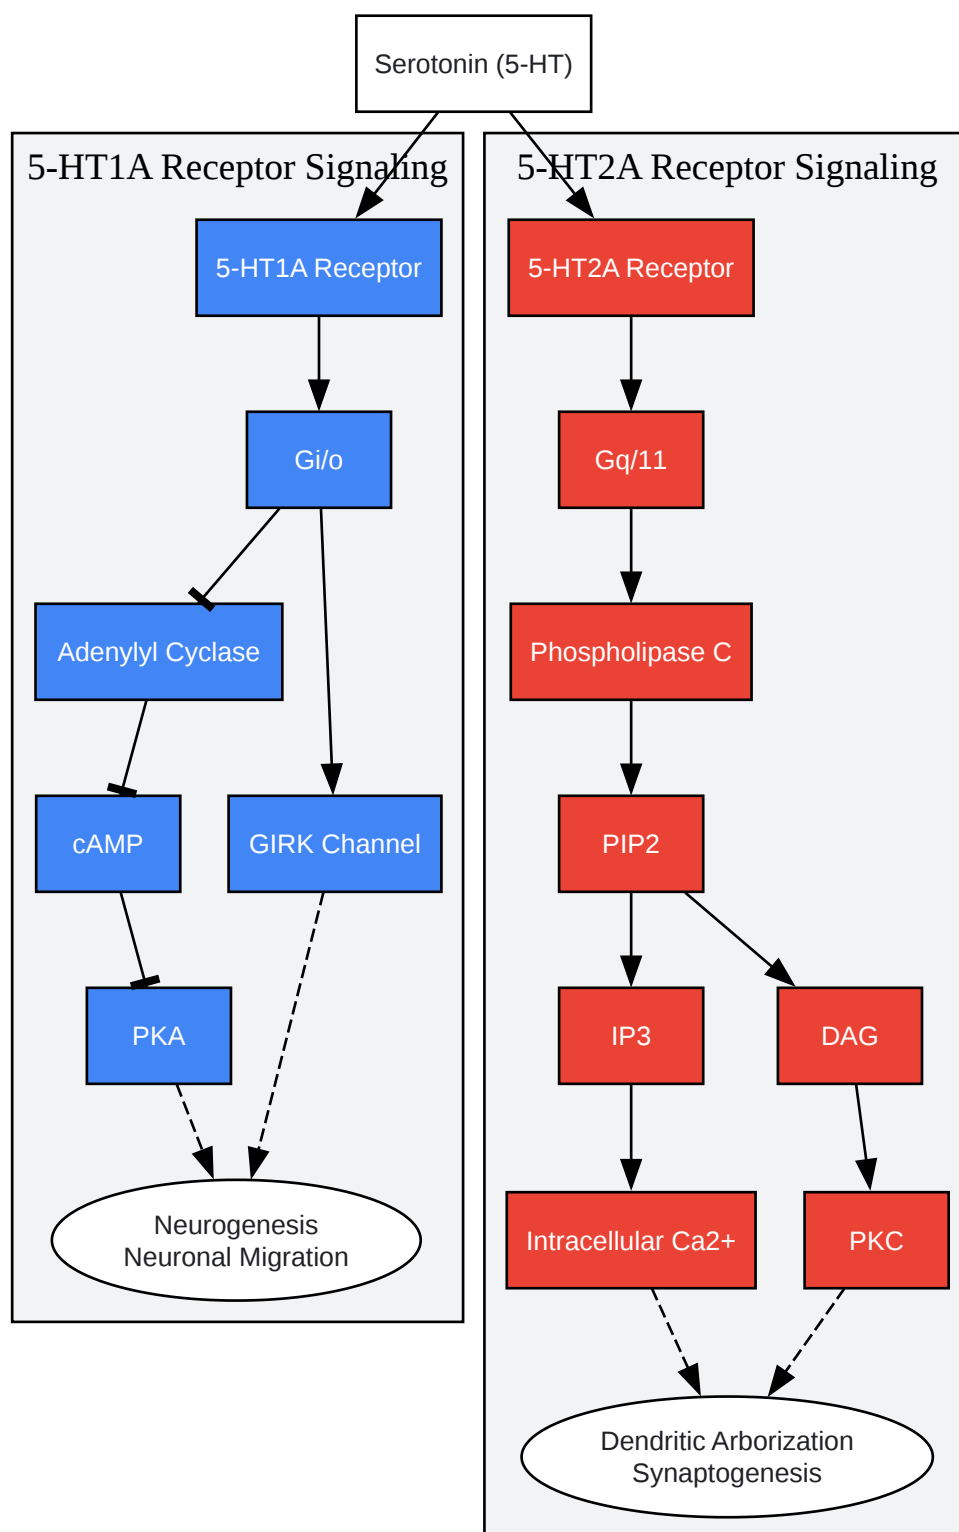 Serotonin (5-HT)
5-HT1A Receptor Signaling
5-HT1A Receptor
Gi/o
Adenylyl Cyclase
cAMP
GIRK Channel
PKA
Neurogenesis
Neuronal Migration
5-HT2A Receptor Signaling
5-HT2A Receptor
Gq/11
Phospholipase C
PIP2
IP3
DAG
Intracellular Ca2+
PKC
Dendritic Arborization
Synaptogenesis